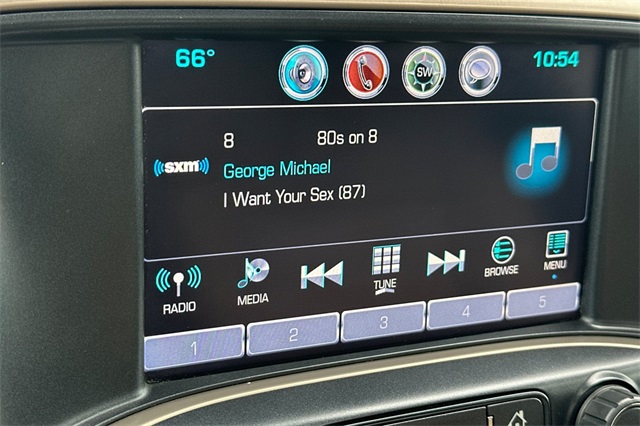 66°
SW
10:54
8
80s on 8
sxm
George Michael
I Want Your Sex (87)
RADIO
MEDIA
TUNE
BROWSE
MENU
1
2
3
4
5